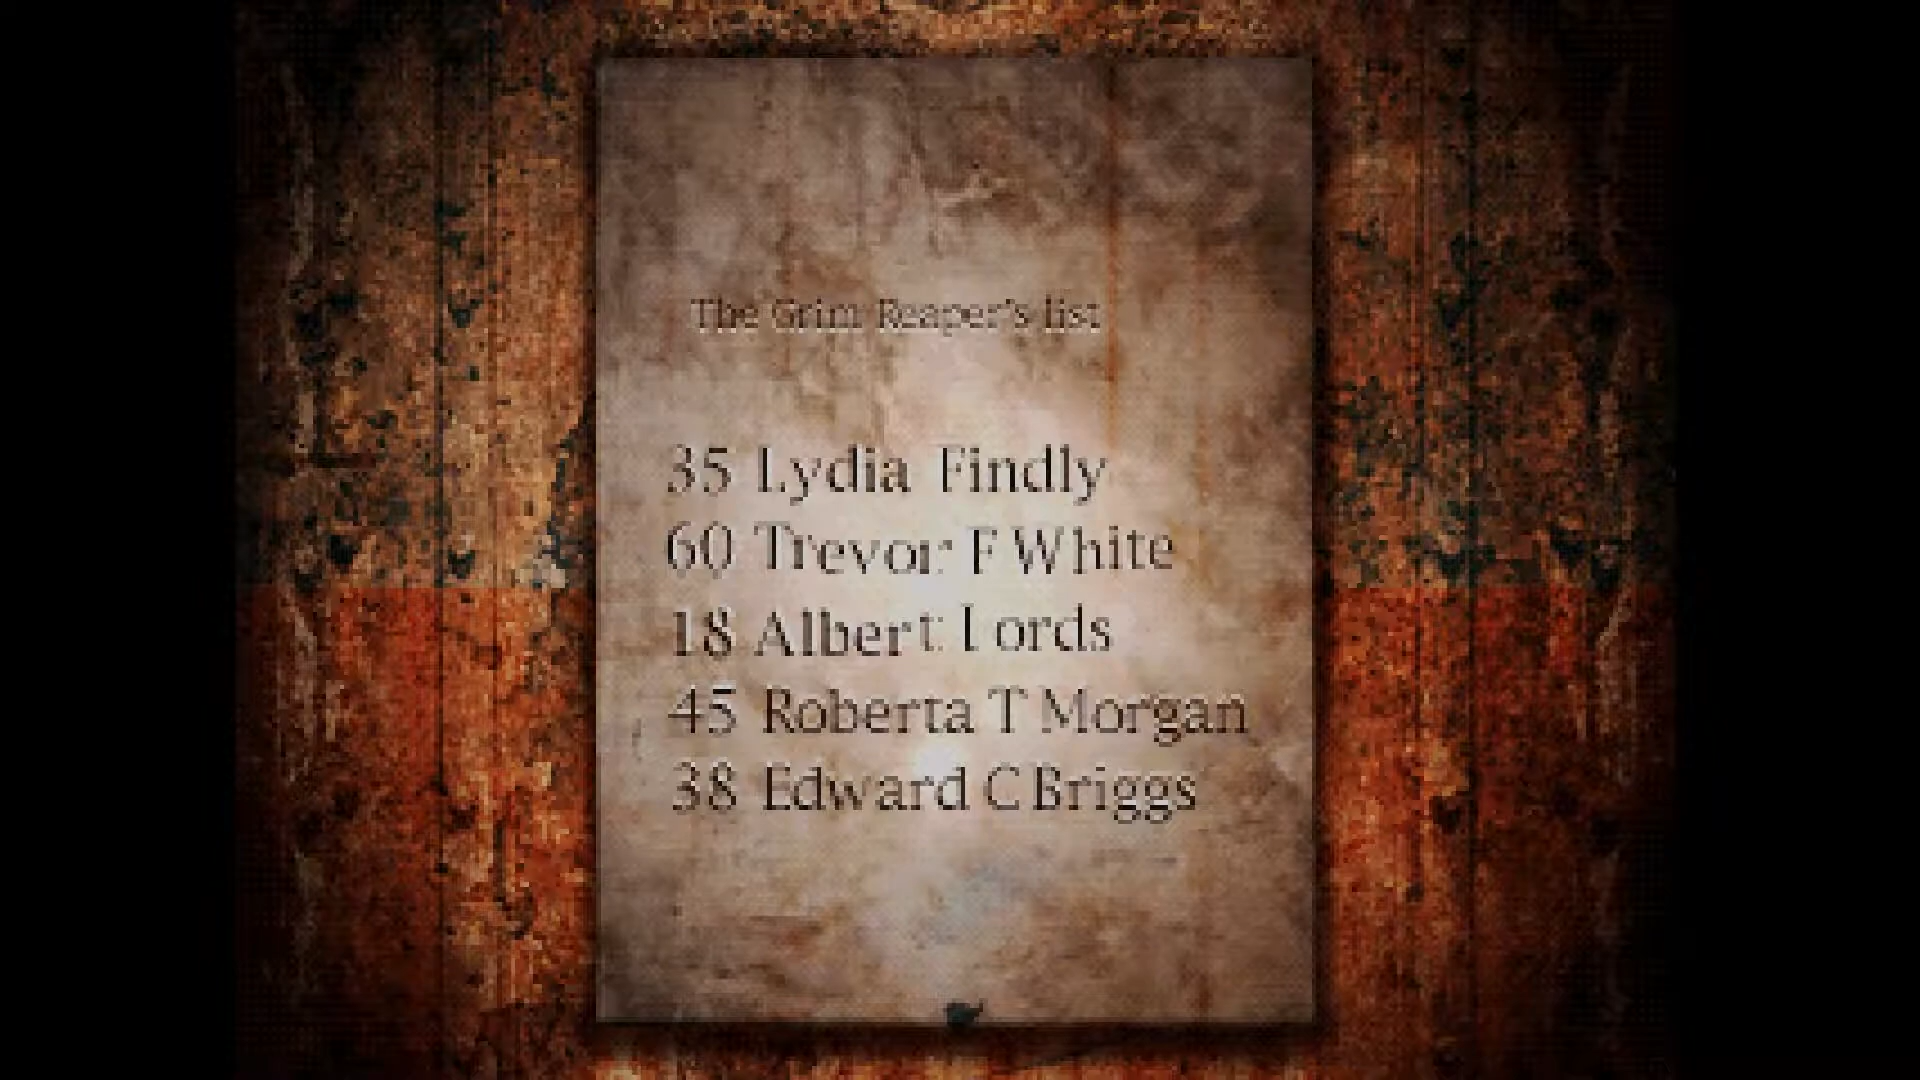 The Grim Reaper's list
35 Lydia Findly
60 Trevor F White
18 Albert Lords
45 Roberta T Morgan
38 Edward C Briggs